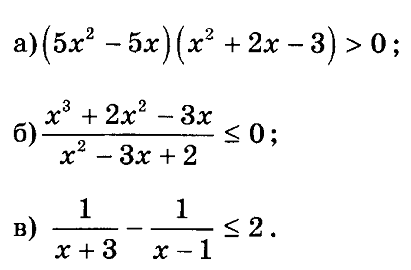 а) (5x² − 5x)(x² + 2x − 3) > 0;
б) (x³ + 2x² − 3x)/(x² − 3x + 2) ≤ 0;
в) 1/(x + 3) − 1/(x − 1) ≤ 2.